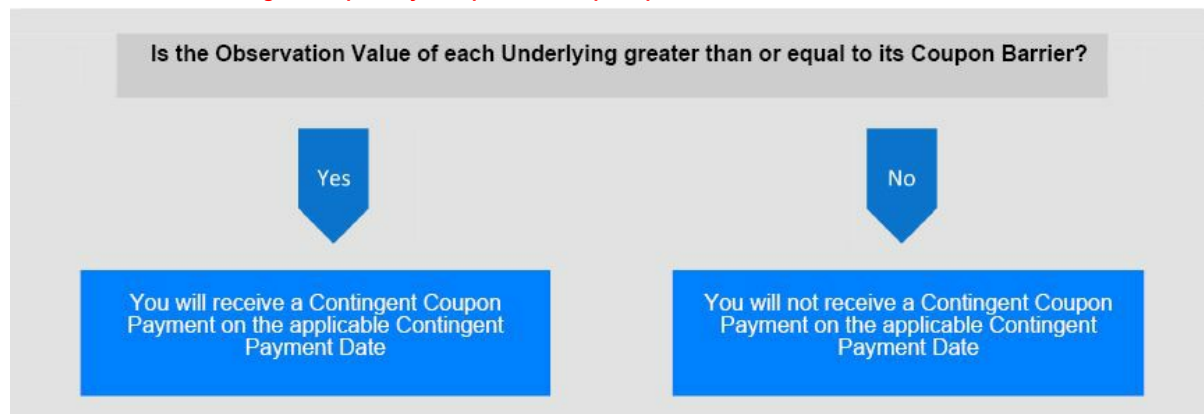 Is the Observation Value of each Underlying greater than or equal to its Coupon Barrier?
Yes
No
You will receive a Contingent Coupon
Payment on the applicable Contingent
Payment Date
You will not receive a Contingent Coupon
Payment on the applicable Contingent
Payment Date